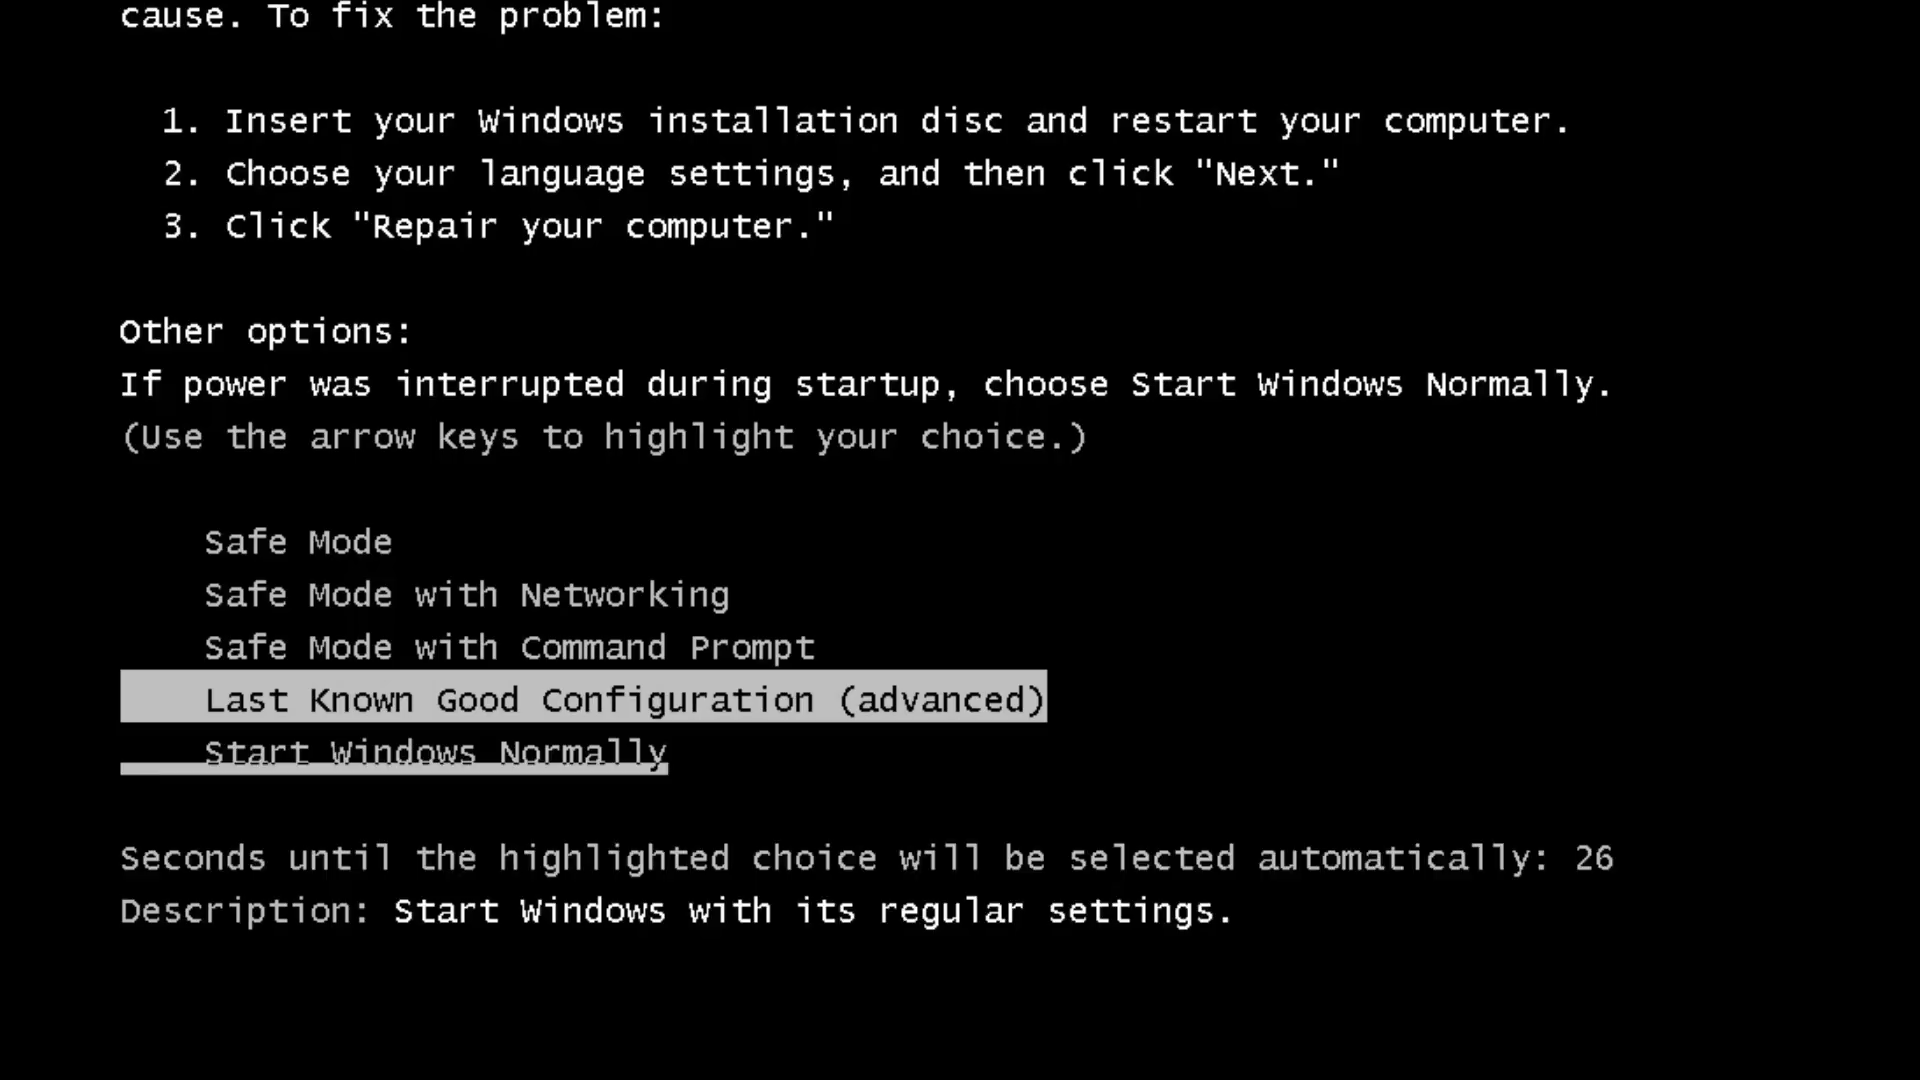 cause. To fix the problem:
1. Insert your Windows installation disc and restart your computer.
2. Choose your language settings, and then click "Next."
3. Click "Repair your computer."
Other options:
If power was interrupted during startup, choose Start Windows Normally.
(Use the arrow keys to highlight your choice.)
Safe Mode
Safe Mode with Networking
Safe Mode with Command Prompt
Last Known Good Configuration (advanced)
Start Windows Normally
Seconds until the highlighted choice will be selected automatically: 26
Description: Start Windows with its regular settings.